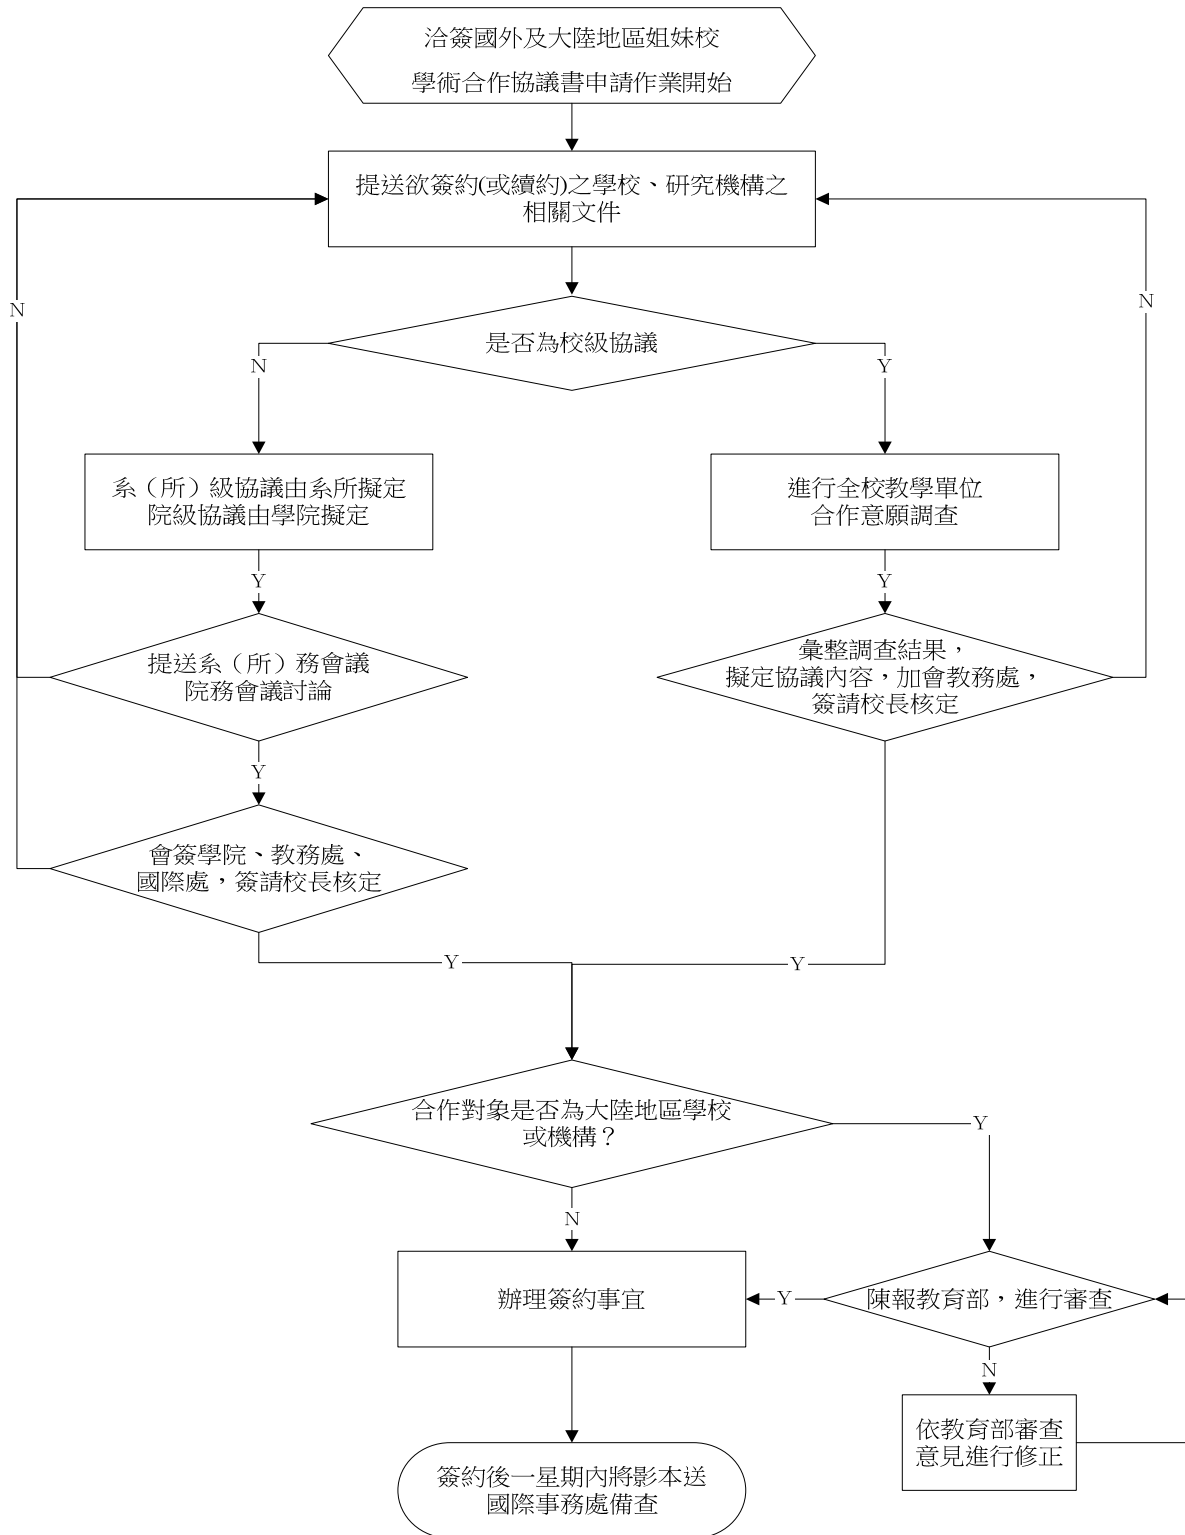 洽簽國外及大陸地區姐妹校
學術合作協議書申請作業開始
提送欲簽約(或續約)之學校、研究機構之
相關文件
N
N
是否為校級協議
N
Y
系（所）級協議由系所擬定
院級協議由學院擬定
進行全校教學單位
合作意願調查
Y
Y
提送系（所）務會議
院務會議討論
彙整調查結果，
擬定協議內容，加會教務處，
簽請校長核定
Y
會簽學院、教務處、
國際處，簽請校長核定
Y
Y
合作對象是否為大陸地區學校
或機構？
Y
N
辦理簽約事宜
Y
陳報教育部，進行審查
N
依教育部審查
意見進行修正
簽約後一星期內將影本送
國際事務處備查